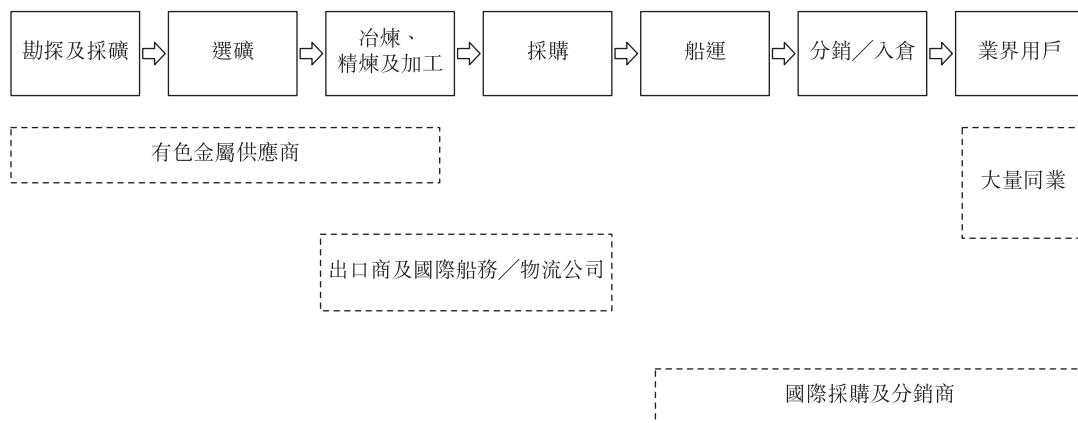 勘探及採礦
選礦
冶煉、
精煉及加工
採購
船運
分銷／入倉
業界用戶
有色金屬供應商
大量同業
出口商及國際船務／物流公司
國際採購及分銷商